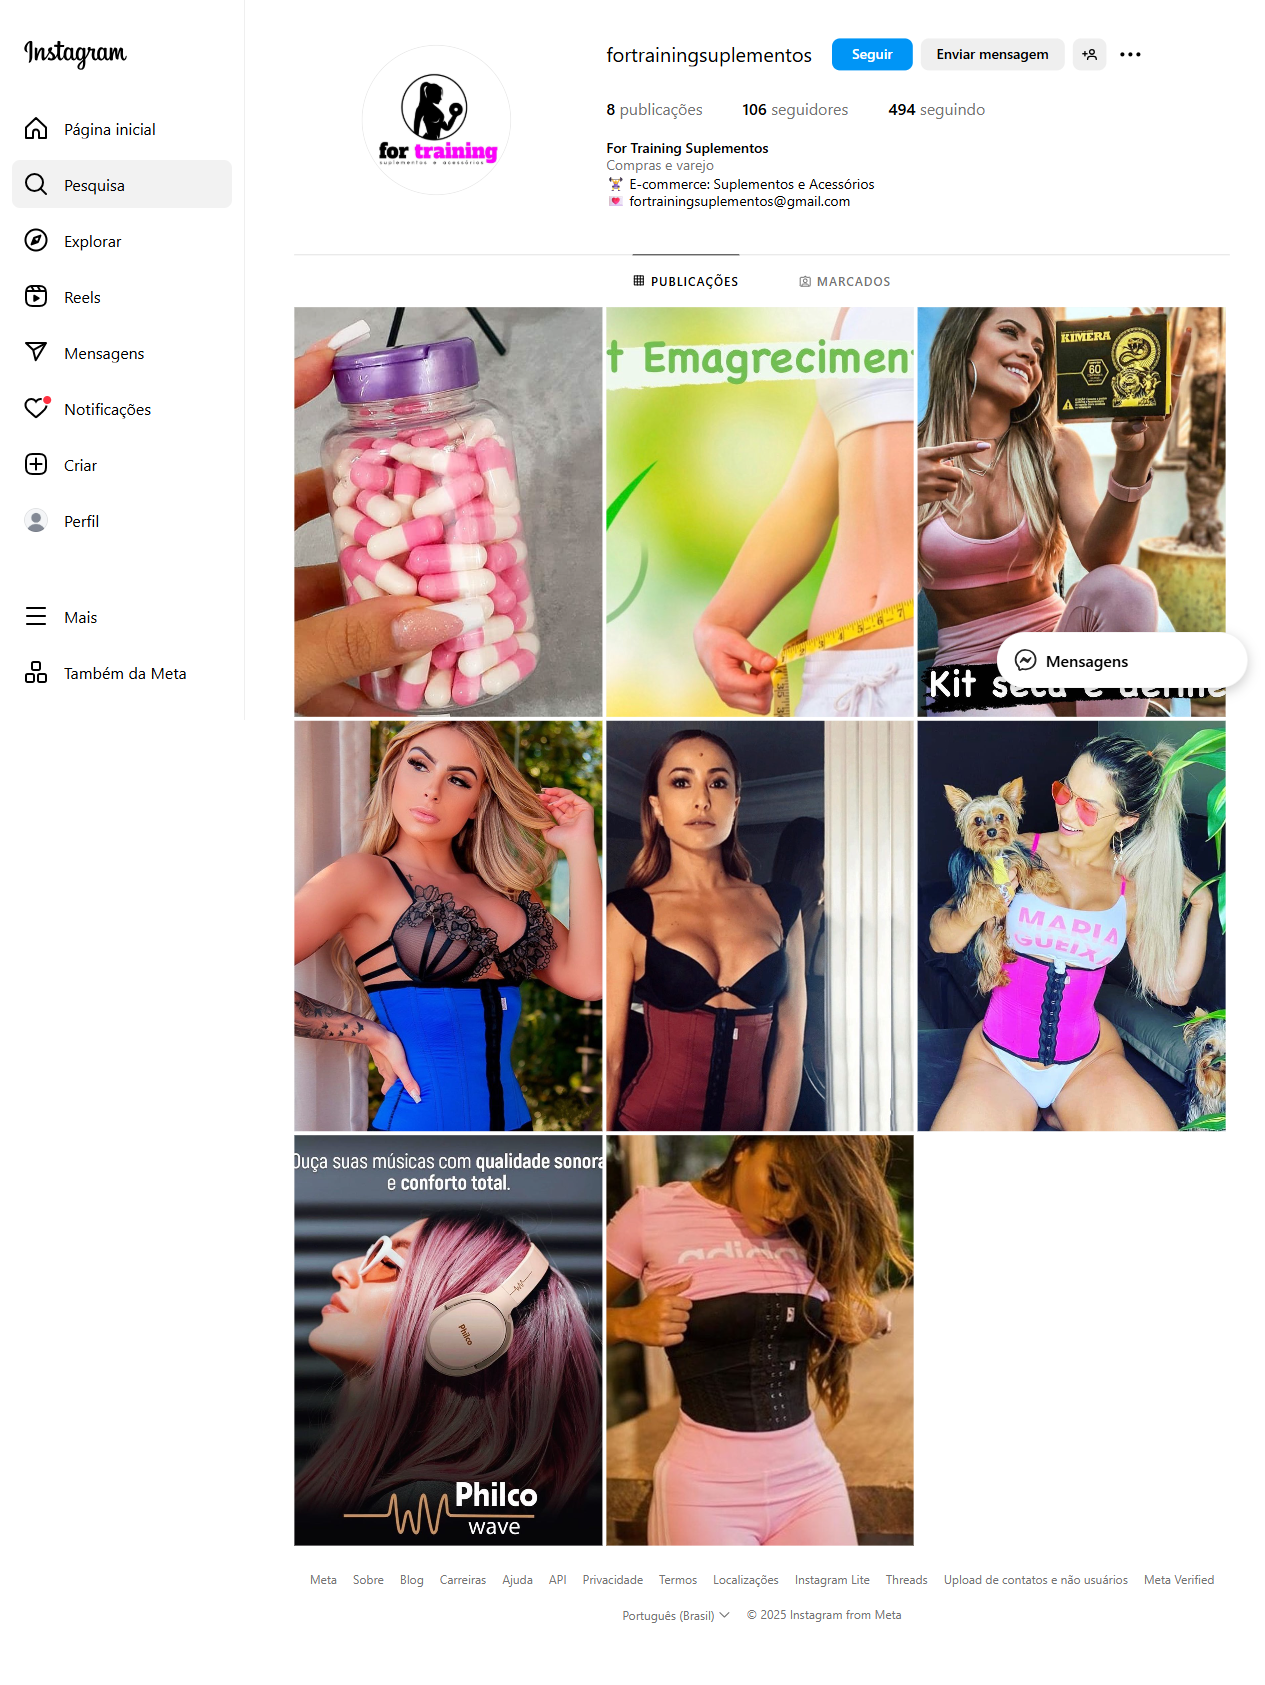 Instagram
Página inicial
Pesquisa
Explorar
Reels
Mensagens
Notificações
Criar
Perfil
Mais
Também da Meta
for training
suplementos e acessórios
fortrainingsuplementos
Seguir
Enviar mensagem
8 publicações 106 seguidores 494 seguindo
For Training Suplementos
Compras e varejo
E-commerce: Suplementos e Acessórios
fortrainingsuplementos@gmail.com
PUBLICAÇÕES
MARCADOS
t Emagrecimen
KIMERA
60
Kit seca e define
Mensagens
MARIA
GUEIXA
Ouça suas músicas com qualidade sonora
e conforto total.
Philco
Philco
wave
adidas
Meta Sobre Blog Carreiras Ajuda API Privacidade Termos Localizações Instagram Lite Threads Upload de contatos e não usuários Meta Verified
Português (Brasil) © 2025 Instagram from Meta